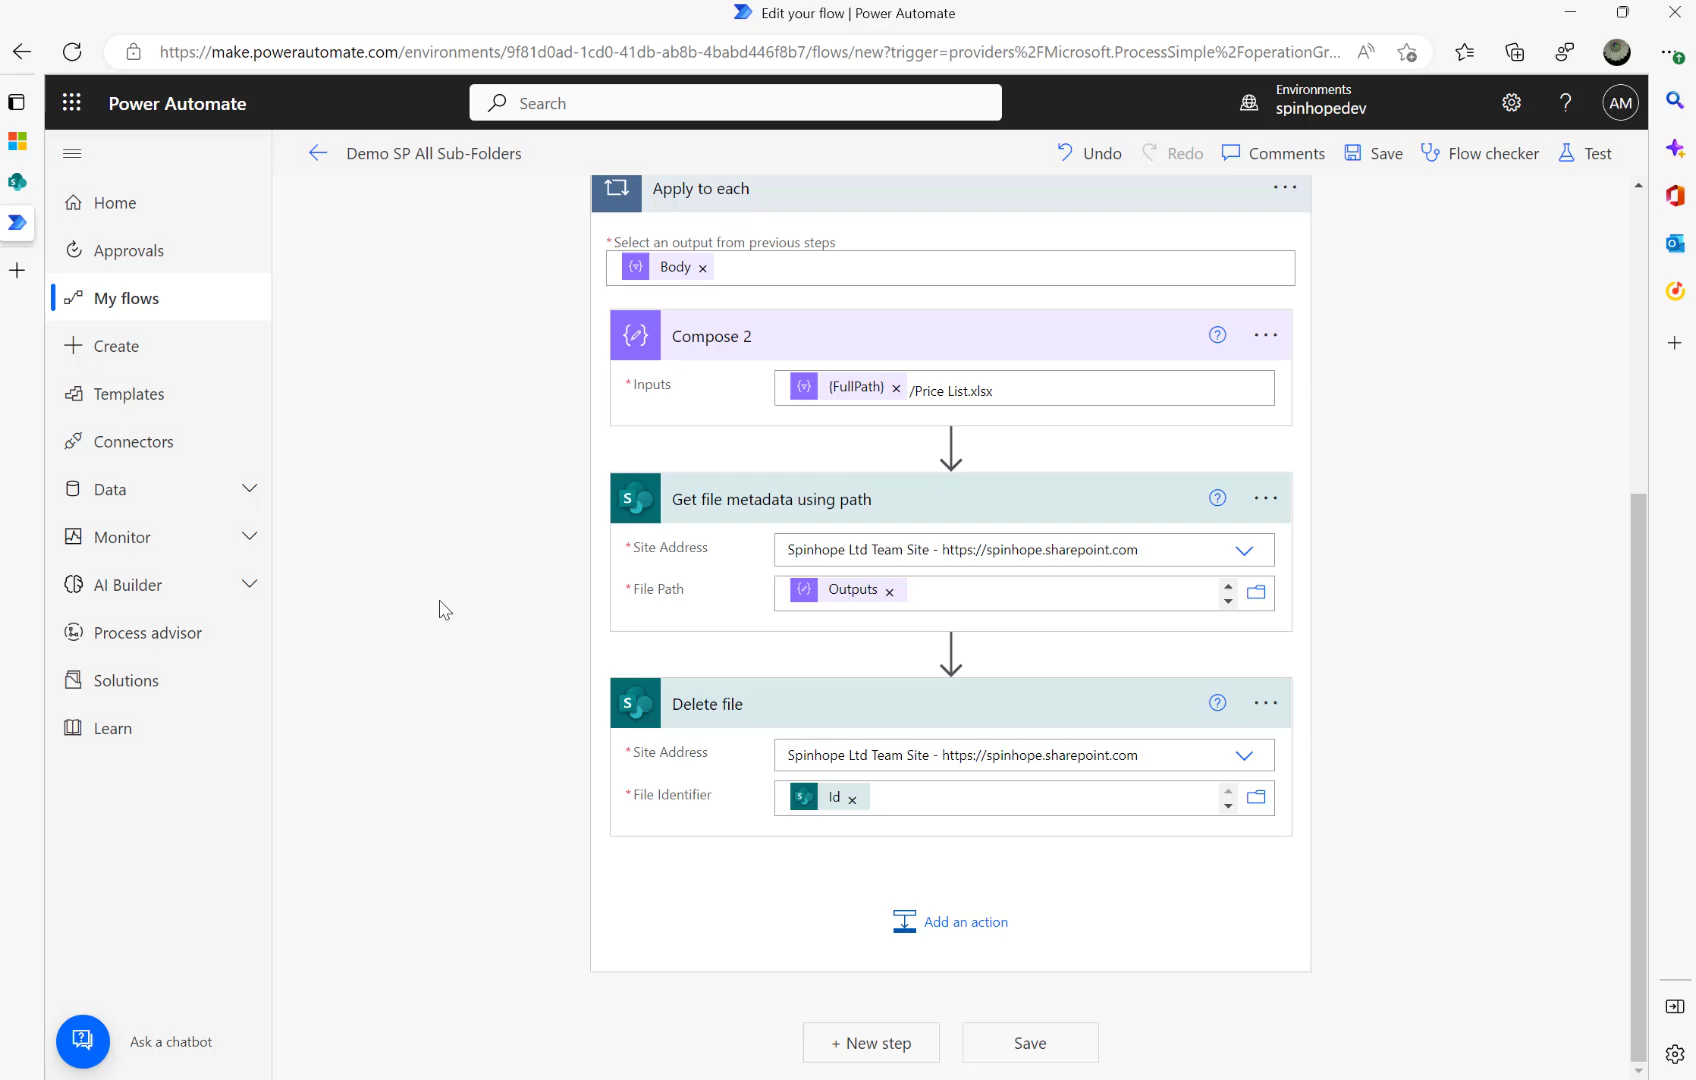 Edit your flow | Power Automate
https://make.powerautomate.com/environments/9f81d0ad-1cd0-41db-ab8b-4babd446f8b7/flows/new?trigger=providers%2FMicrosoft.ProcessSimple%2FoperationGr...
Power Automate
Search
Environments
spinhopedev
?
AM
Demo SP All Sub-Folders
Undo
Redo
Comments
Save
Flow checker
Test
Home
Approvals
My flows
Create
Templates
Connectors
Data
Monitor
AI Builder
Process advisor
Solutions
Learn
Ask a chatbot
Apply to each
* Select an output from previous steps
Body
Compose 2
* Inputs
{FullPath} /Price List.xlsx
Get file metadata using path
* Site Address
Spinhope Ltd Team Site - https://spinhope.sharepoint.com
* File Path
Outputs
Delete file
* Site Address
Spinhope Ltd Team Site - https://spinhope.sharepoint.com
* File Identifier
Id
Add an action
+ New step
Save